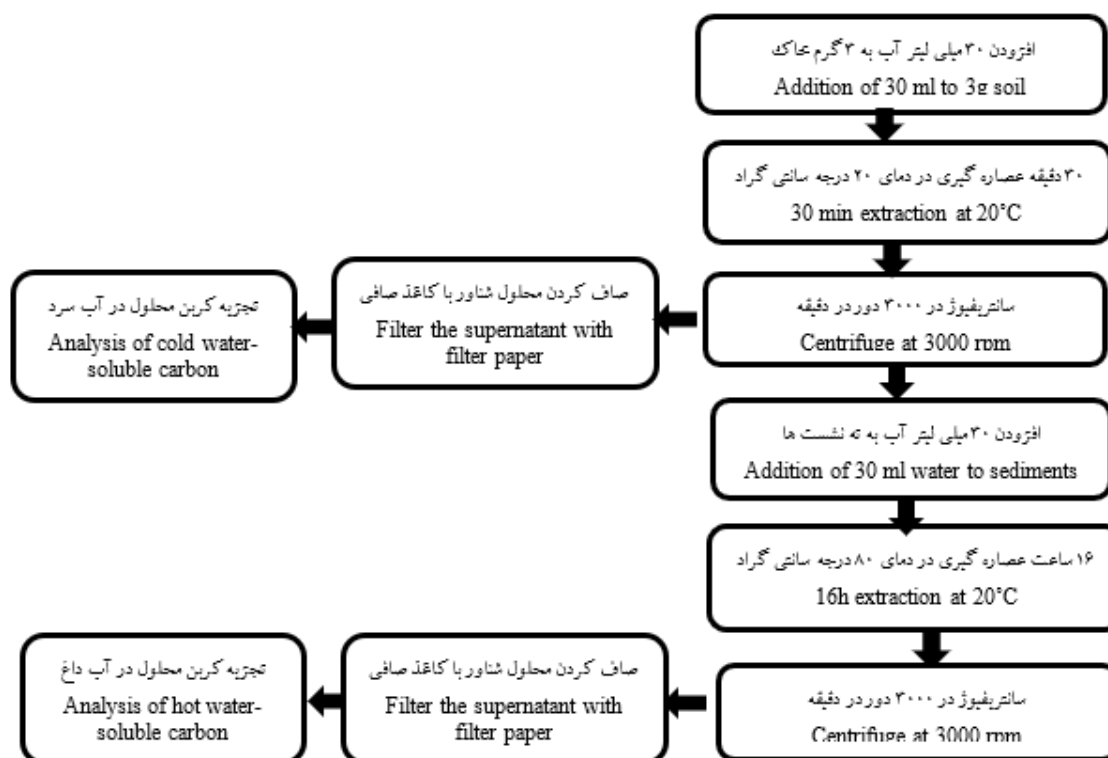 افزودن ۳۰ میلی لیتر آب به ۳ گرم خاک
Addition of 30 ml to 3g soil
۳۰ دقیقه عصاره گیری در دمای ۲۰ درجه سانتی گراد
30 min extraction at 20°C
سانتریفیوژ در ۳۰۰۰ دور در دقیقه
Centrifuge at 3000 rpm
صاف کردن محلول شناور با کاغذ صافی
Filter the supernatant with
filter paper
تجزیه کربن محلول در آب سرد
Analysis of cold water-
soluble carbon
افزودن ۳۰ میلی لیتر آب به ته نشست ها
Addition of 30 ml water to sediments
۱۶ ساعت عصاره گیری در دمای ۸۰ درجه سانتی گراد
16h extraction at 20°C
سانتریفیوژ در ۳۰۰۰ دور در دقیقه
Centrifuge at 3000 rpm
صاف کردن محلول شناور با کاغذ صافی
Filter the supernatant with
filter paper
تجزیه کربن محلول در آب داغ
Analysis of hot water-
soluble carbon